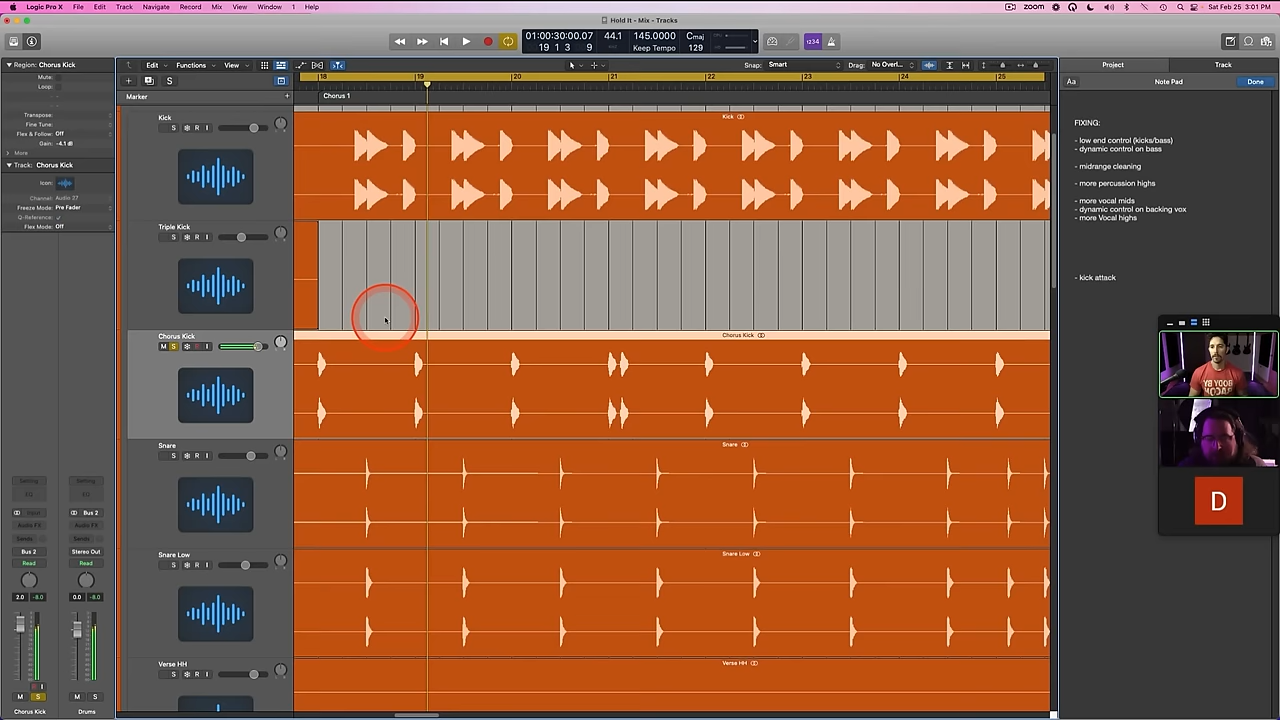 Logic Pro X File Edit Track Navigate Record Mix View Window 1 Help
zoom Sat Feb 25 3:01 PM
Hold It - Mix - Tracks
01:00:30:00.07 44.1 145.0000 Cmaj
19 1 3 9 Keep Tempo 129
1234
Region: Chorus Kick
Mute:
Loop:
Transpose:
Fine Tune:
Flex & Follow: Off
Gain: -4.1 dB
More
Track: Chorus Kick
Icon:
Channel: Audio 27
Freeze Mode: Pre Fader
Q-Reference:
Flex Mode: Off
Edit Functions View
Snap: Smart Drag: No Overl...
18 19 20 21 22 23 24 25
Marker +
Chorus 1
Kick
S R I
Kick
Triple Kick
S R I
Chorus Kick
M S R I
Chorus Kick
Snare
S R I
Snare
Snare Low
S R I
Snare Low
Verse HH
S R I
Verse HH
Setting Setting
EQ EQ
Input Bus 2
Audio FX Audio FX
Sends Sends
Bus 2 Stereo Out
Read Read
2.0 -8.0 0.0 -8.0
R I
M S M S
Chorus Kick Drums
Project Track
Aa Note Pad Done
FIXING:
- low end control (kicks/bass)
- dynamic control on bass
- midrange cleaning
- more percussion highs
- more vocal mids
- dynamic control on backing vox
- more Vocal highs
- kick attack
D